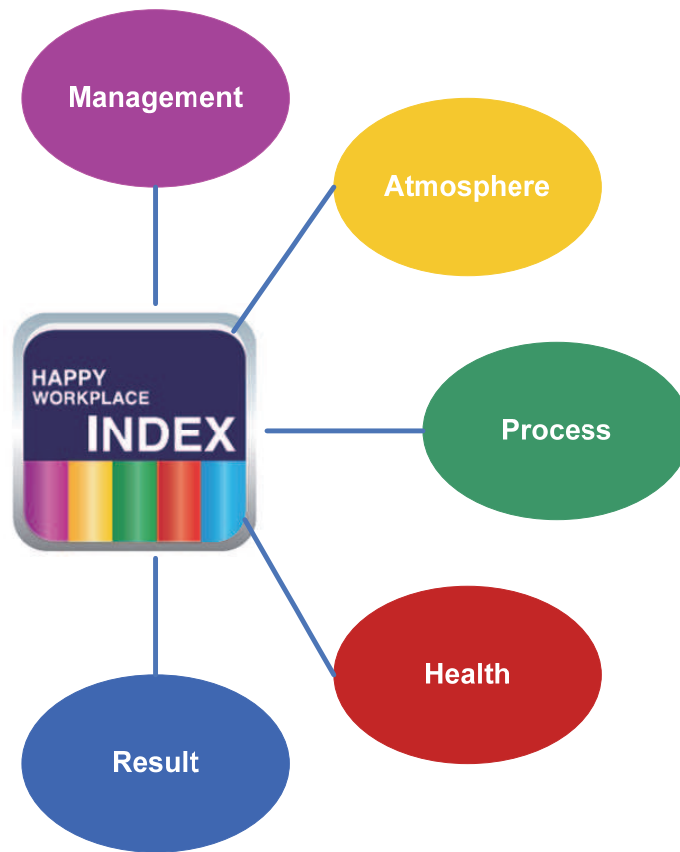 Management
Atmosphere
HAPPY
WORKPLACE
INDEX
Process
Health
Result